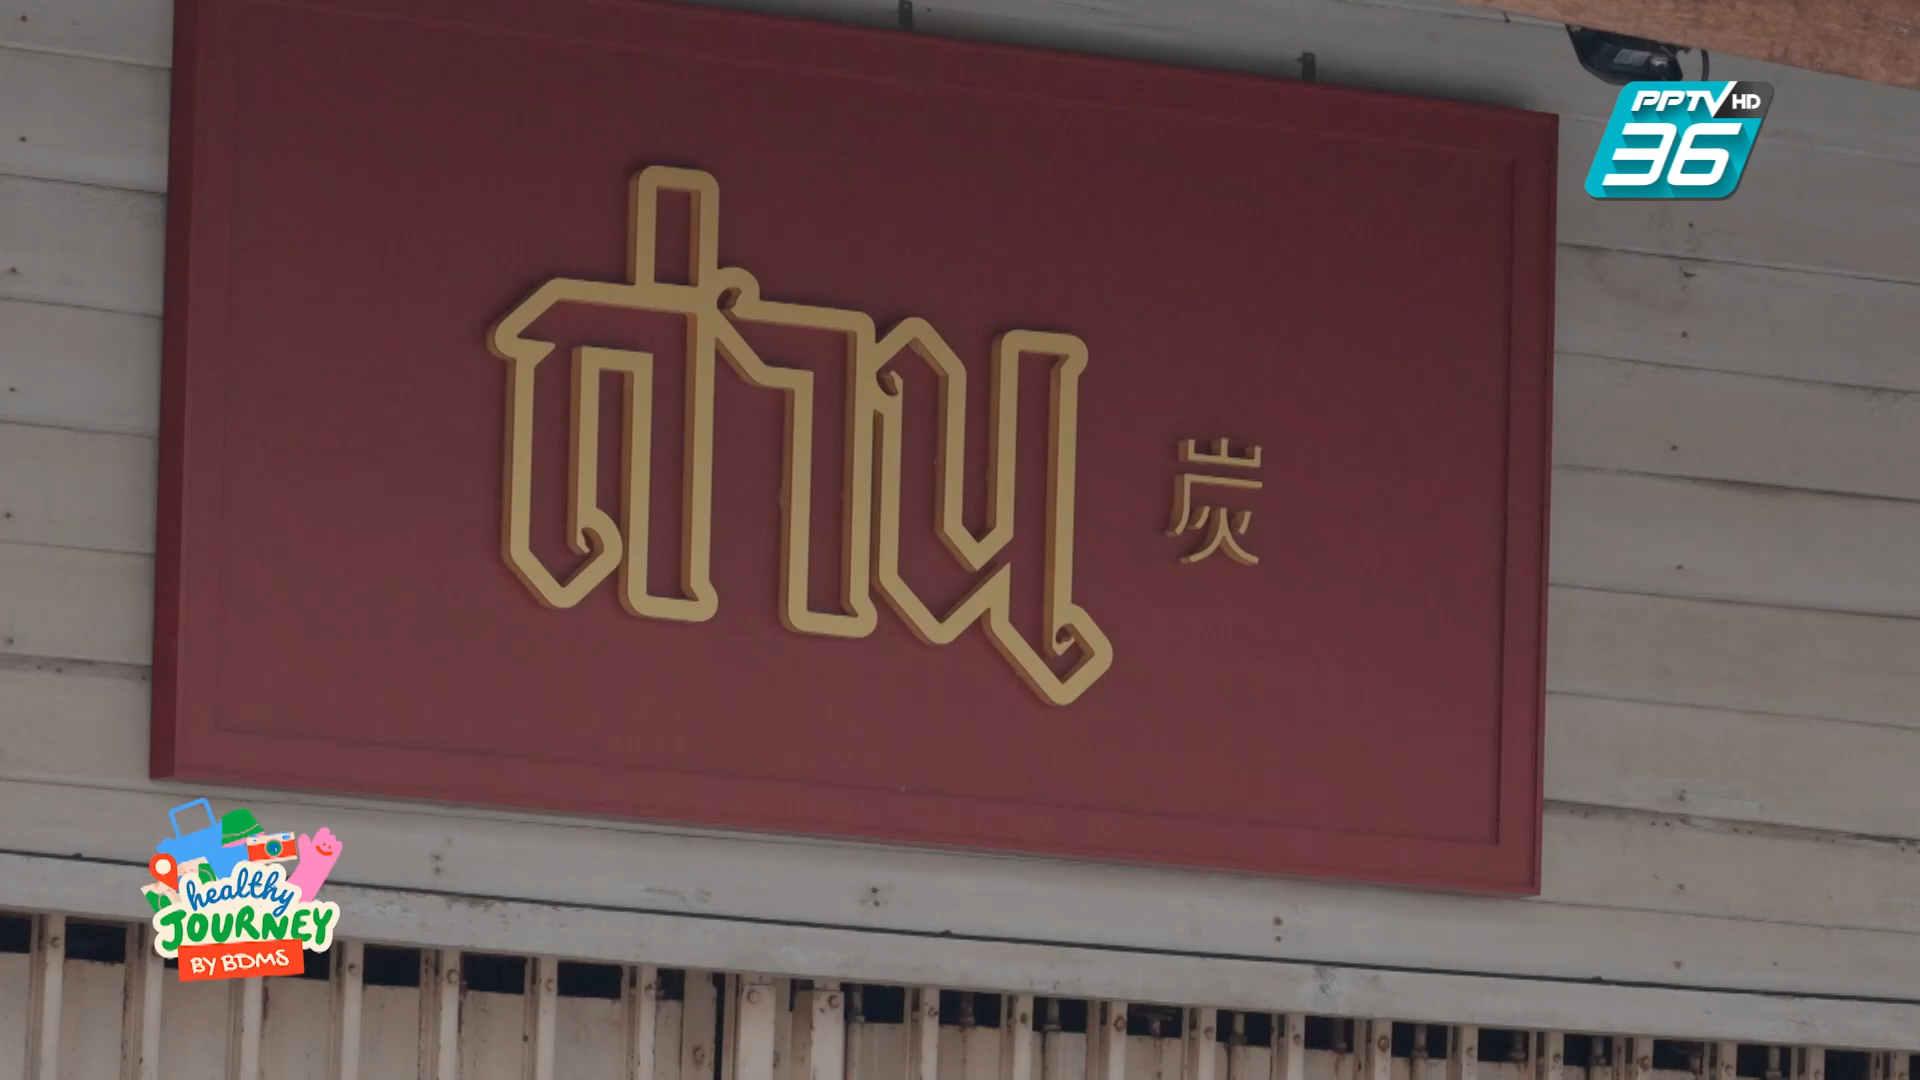 PPTV HD
36
ถ่าน 炭
healthy
JOURNEY
BY BDMS